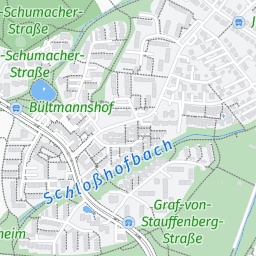 -Schumacher-
Straße
-Schumacher-
Straße
Bültmannshof
Schloßhofbach
Graf-von-
Stauffenberg-
Straße
heim
J